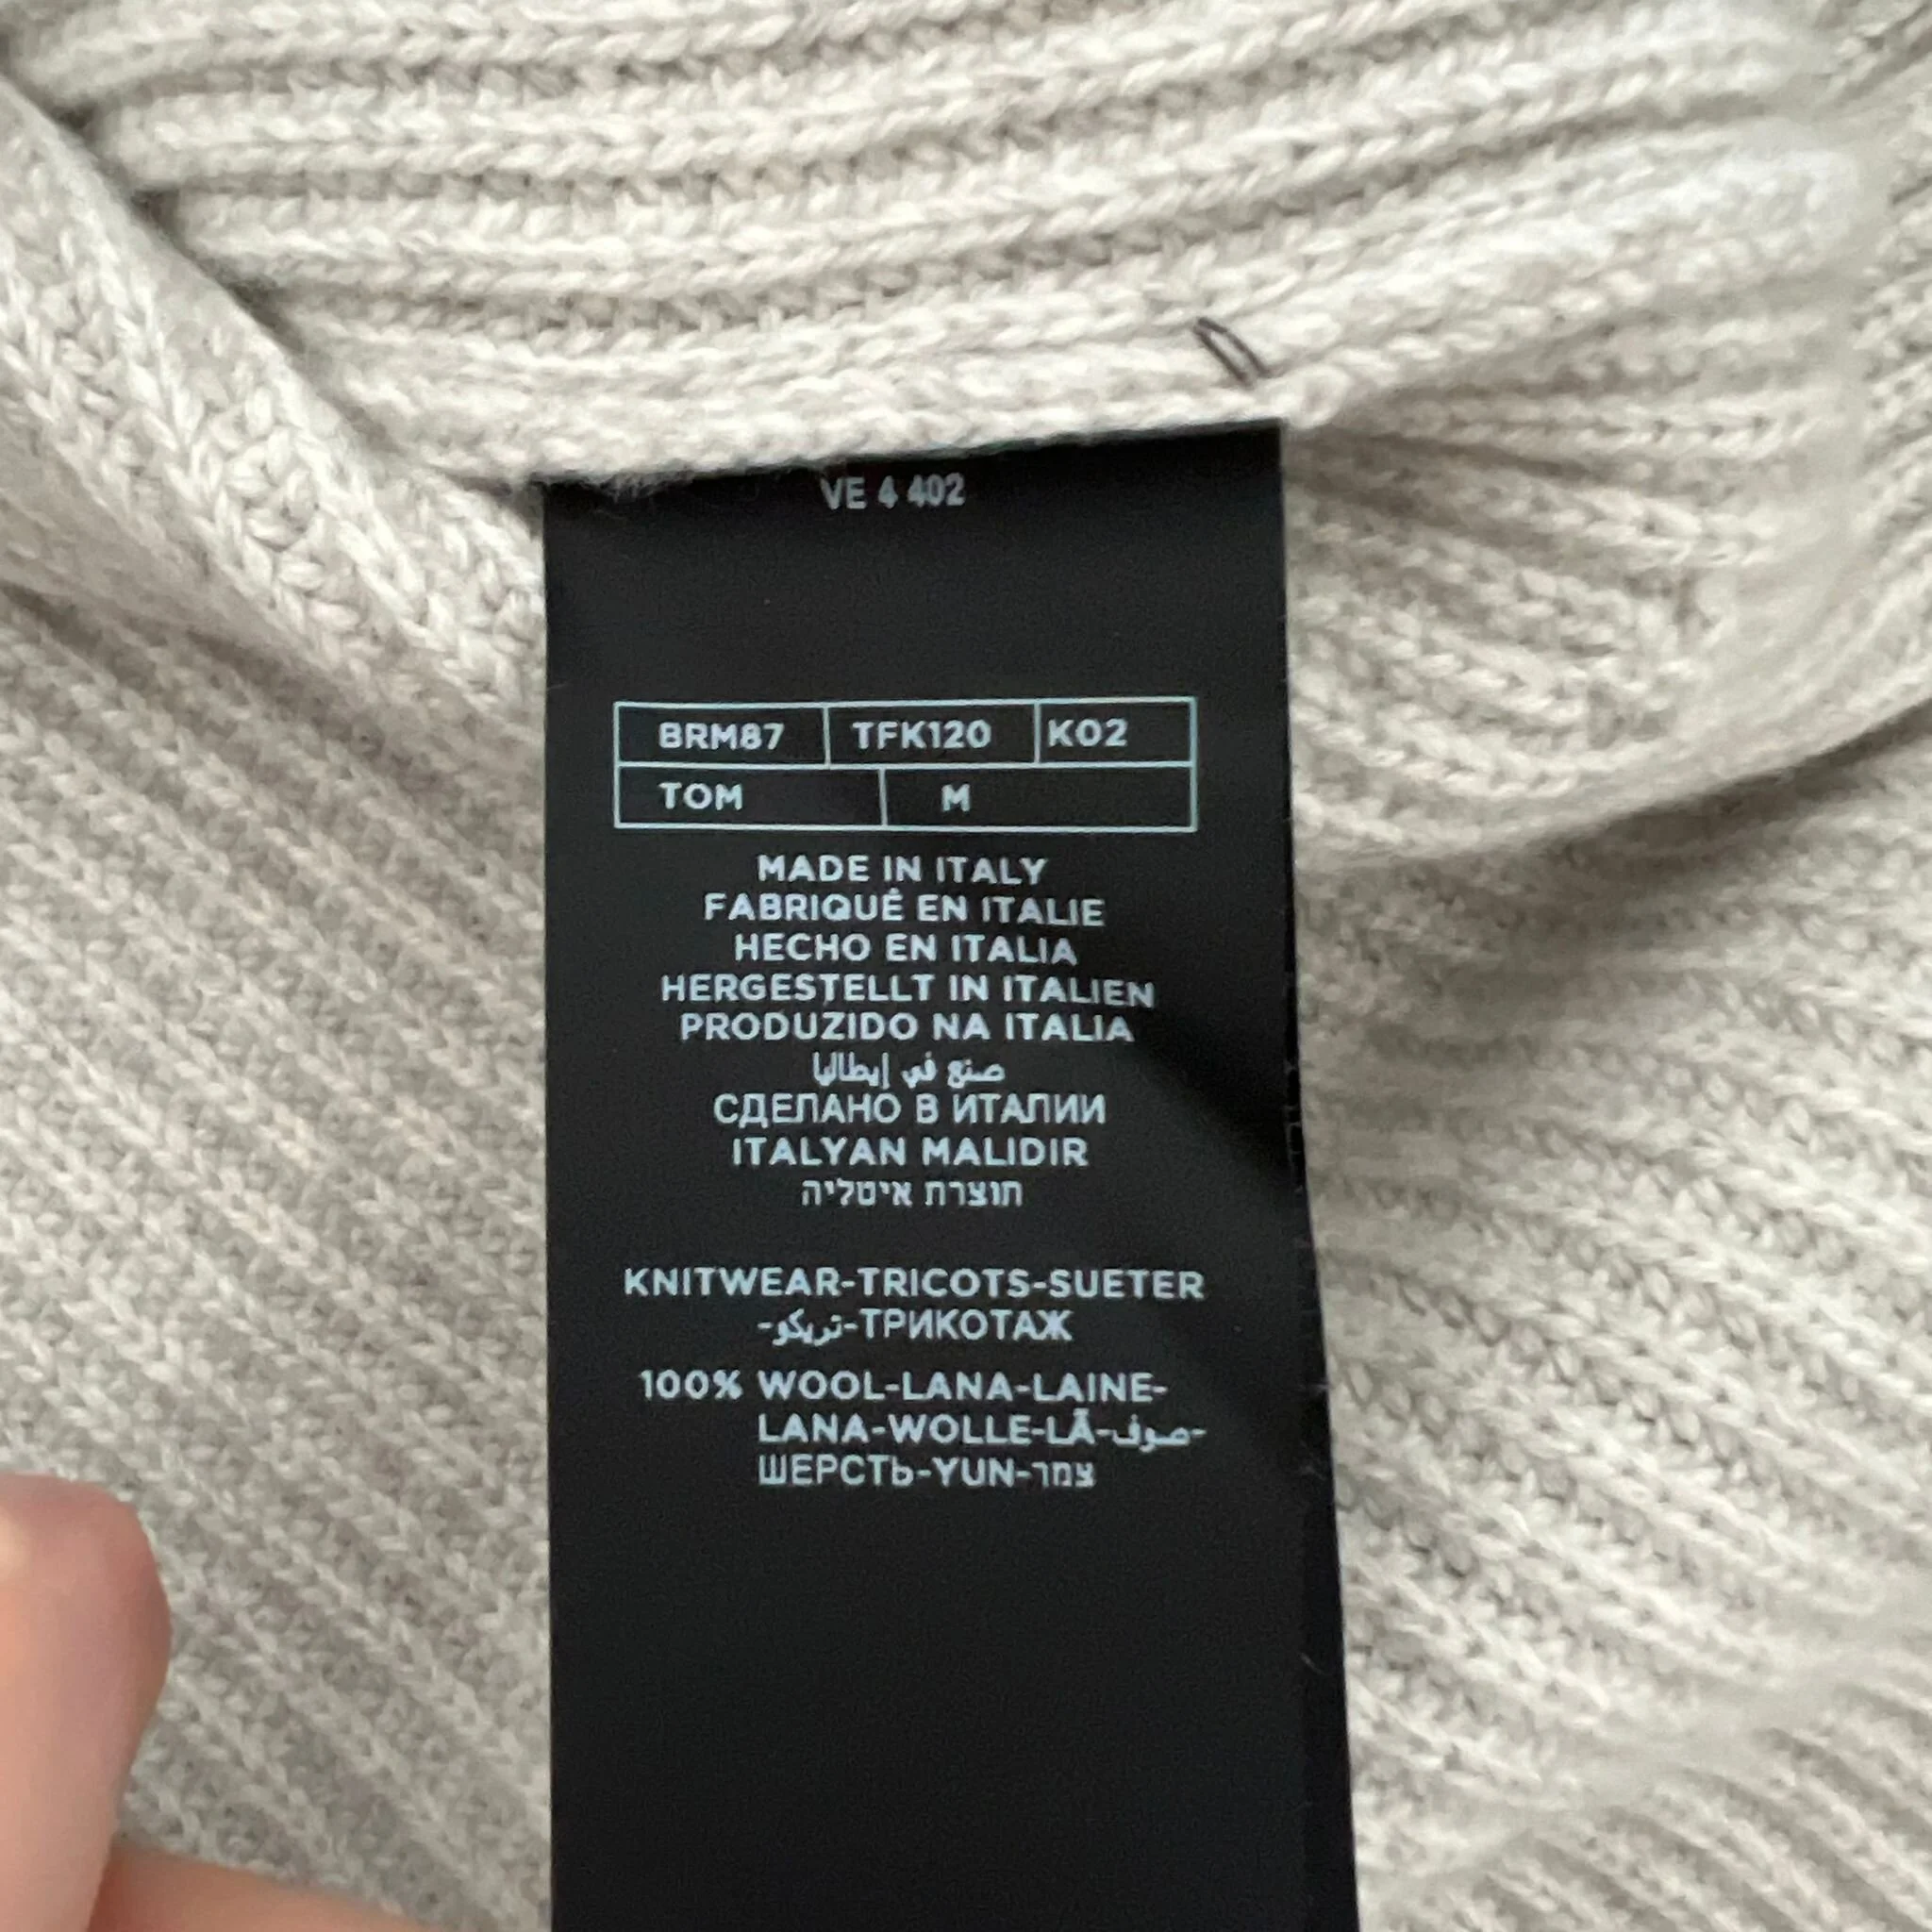 VE 4 402
BRM87 TFK120 K02
TOM M
MADE IN ITALY
FABRIQUÉ EN ITALIE
HECHO EN ITALIA
HERGESTELLT IN ITALIEN
PRODUZIDO NA ITALIA
صنع في إيطاليا
СДЕЛАНО В ИТАЛИИ
ITALYAN MALIDIR
תוצרת איטליה
KNITWEAR-TRICOTS-SUETER
-تريكو-ТРИКОТАЖ
100% WOOL-LANA-LAINE-
LANA-WOLLE-LÃ-صوف-
ШЕРСТЬ-YUN-צמר